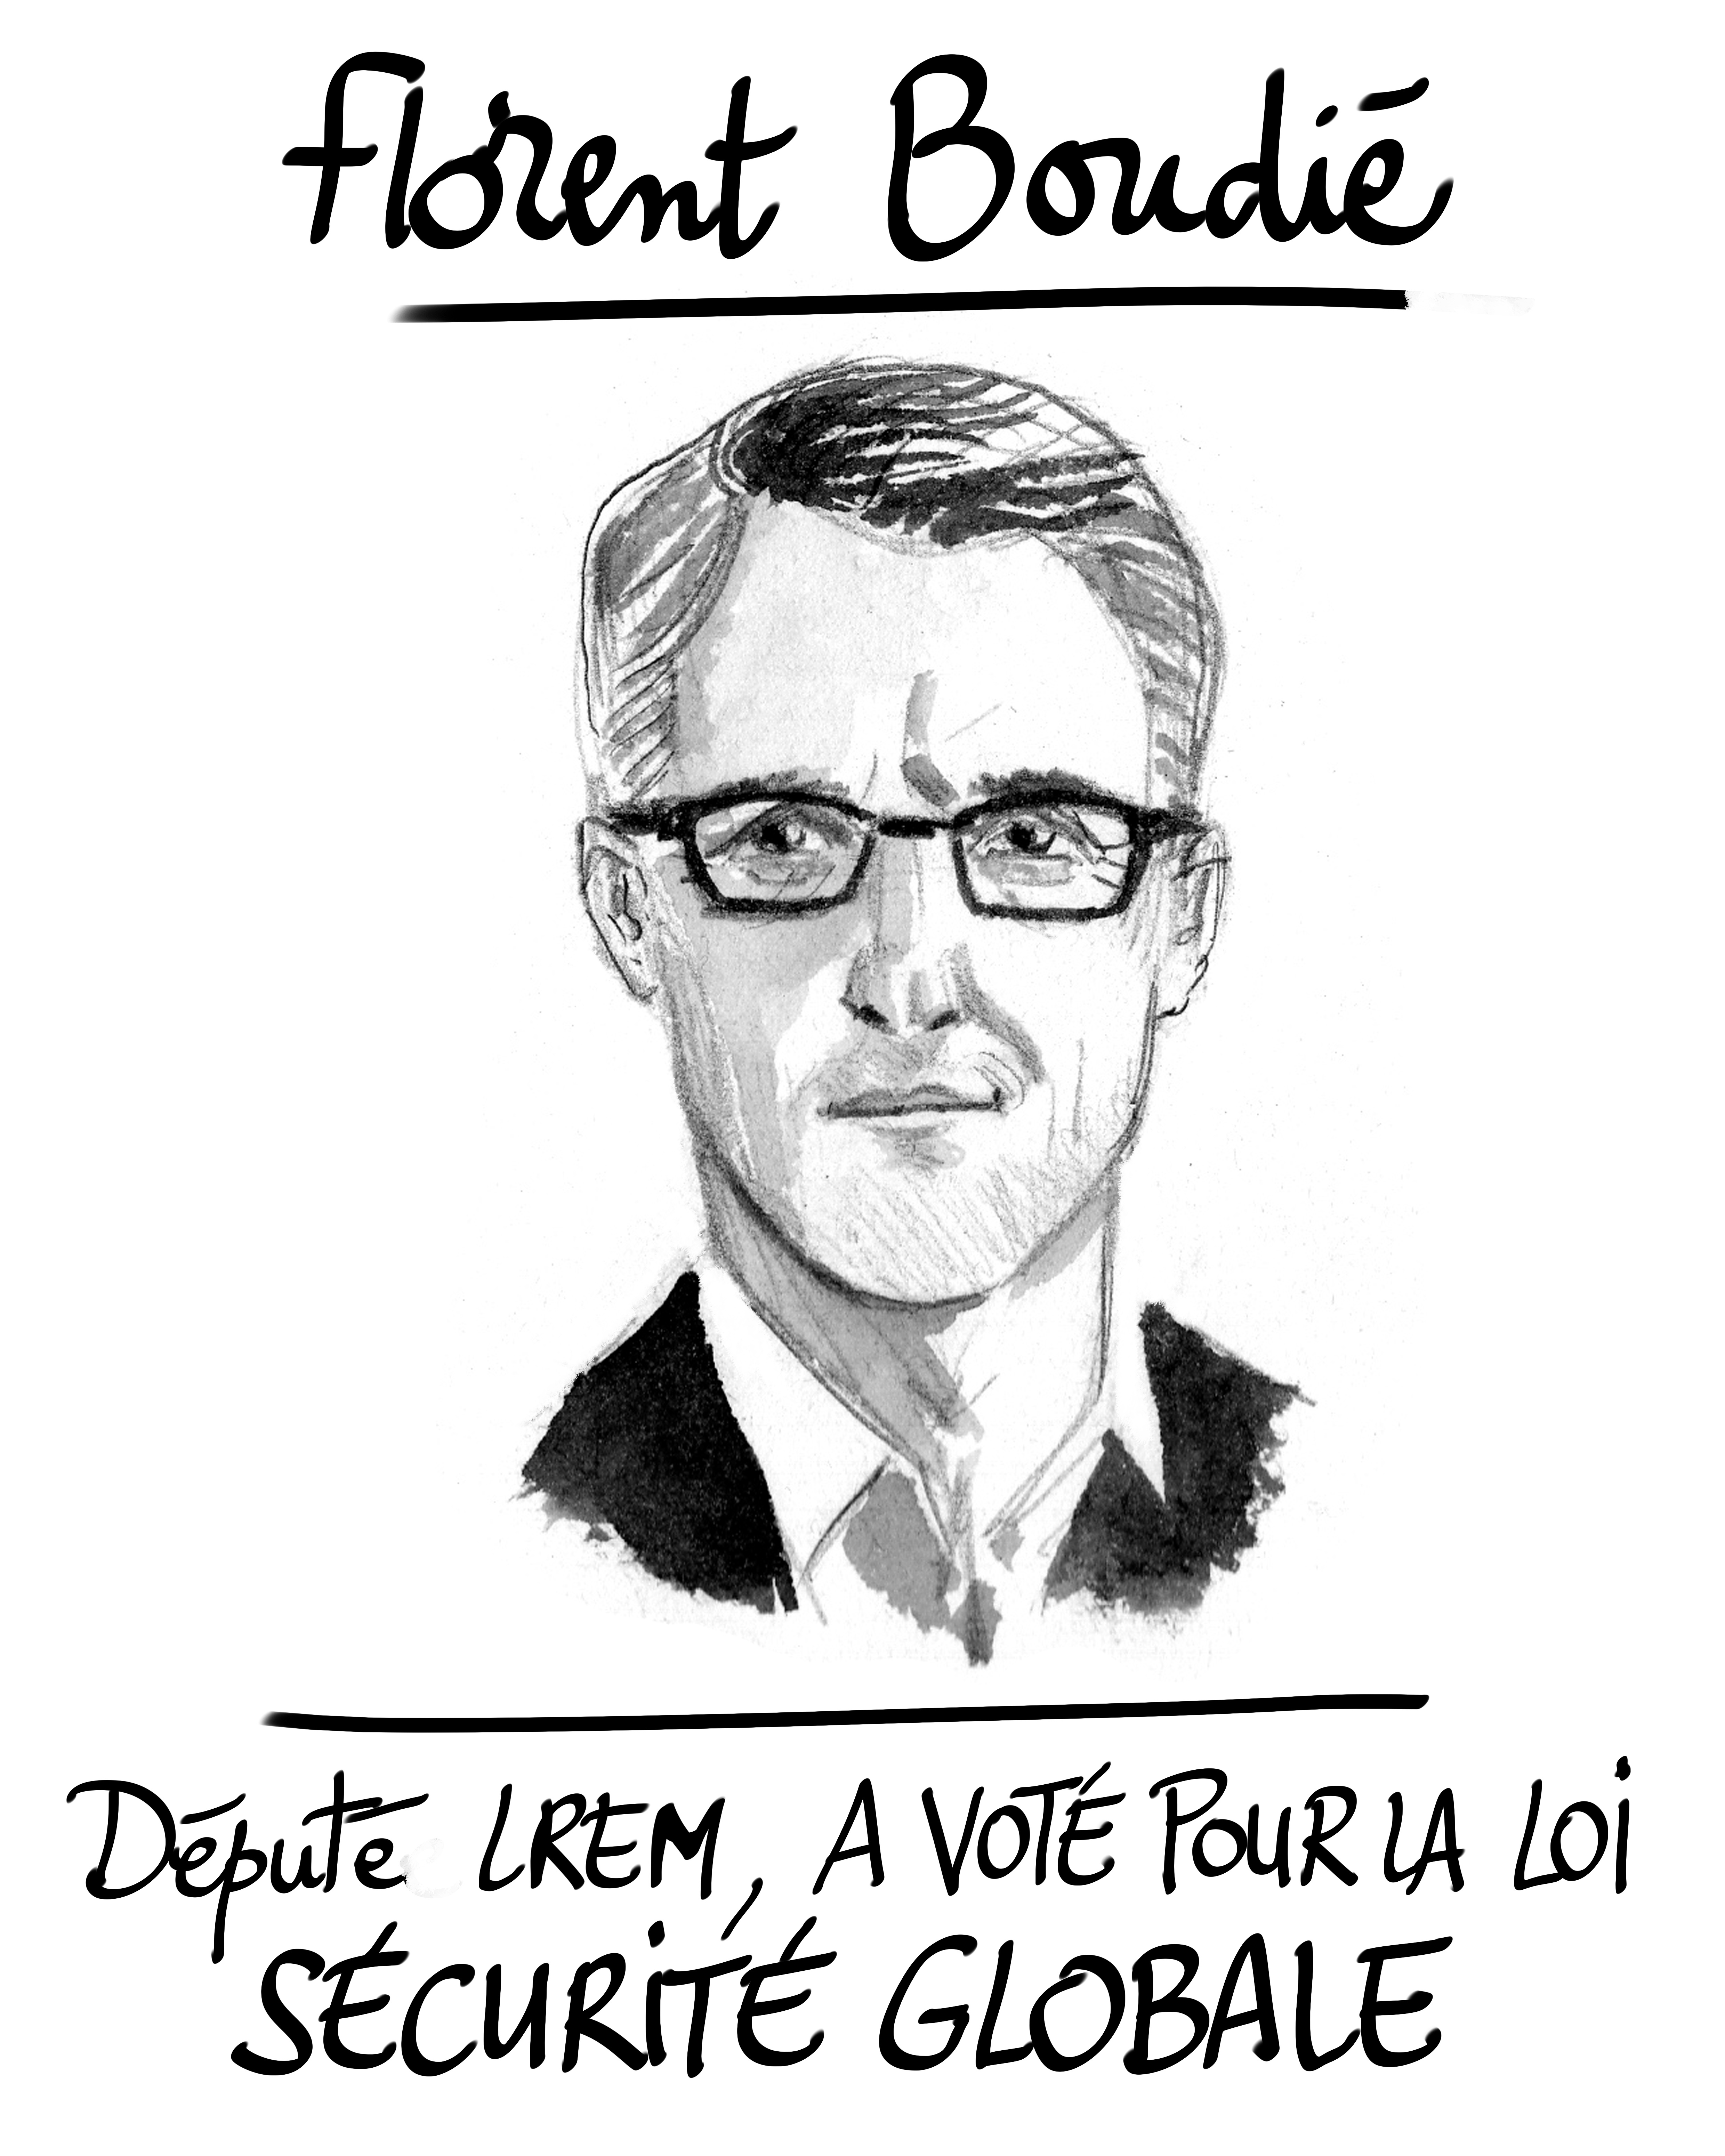 Florent Boudié
Député LREM, A VOTÉ POUR LA LOI
SÉCURITÉ GLOBALE